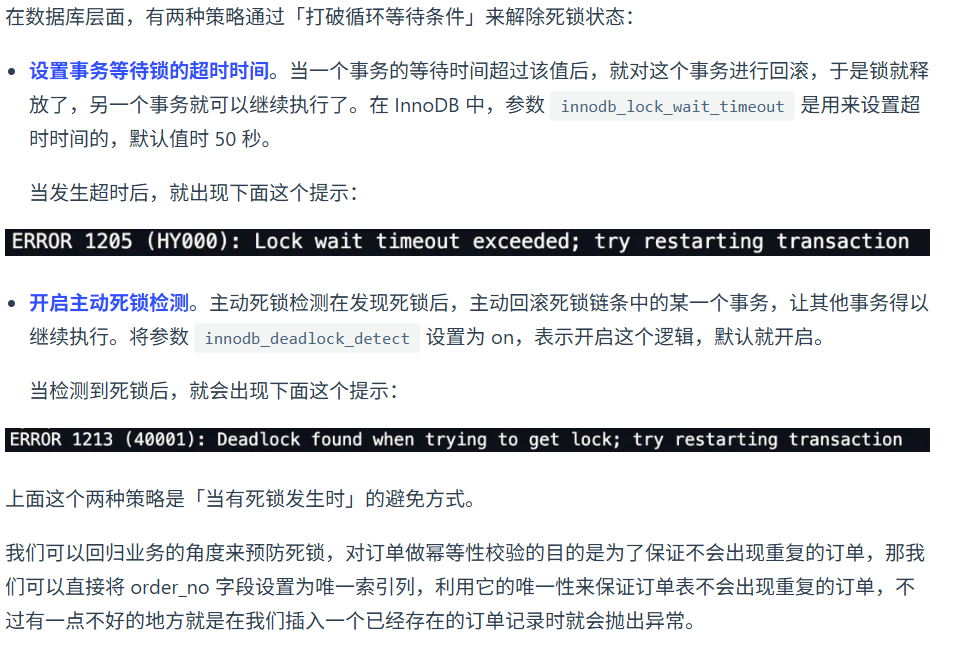 在数据库层面，有两种策略通过「打破循环等待条件」来解除死锁状态：
设置事务等待锁的超时时间。当一个事务的等待时间超过该值后，就对这个事务进行回滚，于是锁就释
放了，另一个事务就可以继续执行了。在 InnoDB 中，参数 innodb_lock_wait_timeout 是用来设置超
时时间的，默认值时 50 秒。
当发生超时后，就出现下面这个提示：
ERROR 1205 (HY000): Lock wait timeout exceeded; try restarting transaction
开启主动死锁检测。主动死锁检测在发现死锁后，主动回滚死锁链条中的某一个事务，让其他事务得以
继续执行。将参数 innodb_deadlock_detect 设置为 on，表示开启这个逻辑，默认就开启。
当检测到死锁后，就会出现下面这个提示：
ERROR 1213 (40001): Deadlock found when trying to get lock; try restarting transaction
上面这个两种策略是「当有死锁发生时」的避免方式。
我们可以回归业务的角度来预防死锁，对订单做幂等性校验的目的是为了保证不会出现重复的订单，那我
们可以直接将 order_no 字段设置为唯一索引列，利用它的唯一性来保证订单表不会出现重复的订单，不
过有一点不好的地方就是在我们插入一个已经存在的订单记录时就会抛出异常。